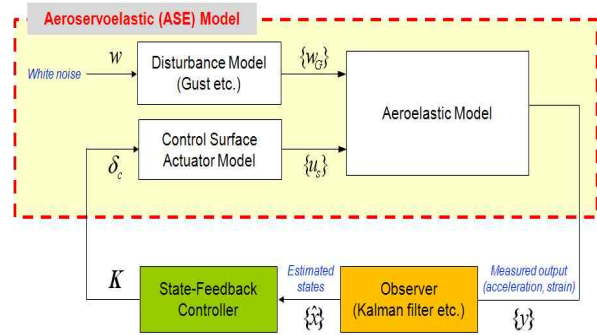 Aeroservoelastic (ASE) Model
White noise
w
Disturbance Model
(Gust etc.)
{w_G}
Aeroelastic Model
δ_c
Control Surface
Actuator Model
{u_s}
K
State-Feedback
Controller
Estimated
states
{x̂}
Observer
(Kalman filter etc.)
Measured output
(acceleration, strain)
{y}